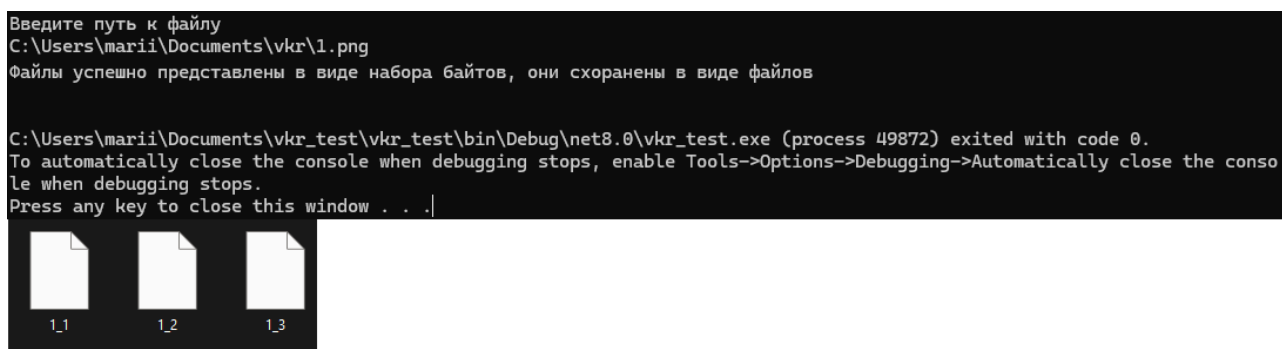 Введите путь к файлу
C:\Users\marii\Documents\vkr\1.png
Файлы успешно представлены в виде набора байтов, они схоранены в виде файлов
C:\Users\marii\Documents\vkr_test\vkr_test\bin\Debug\net8.0\vkr_test.exe (process 49872) exited with code 0.
To automatically close the console when debugging stops, enable Tools->Options->Debugging->Automatically close the conso
le when debugging stops.
Press any key to close this window . . .
1_1 1_2 1_3